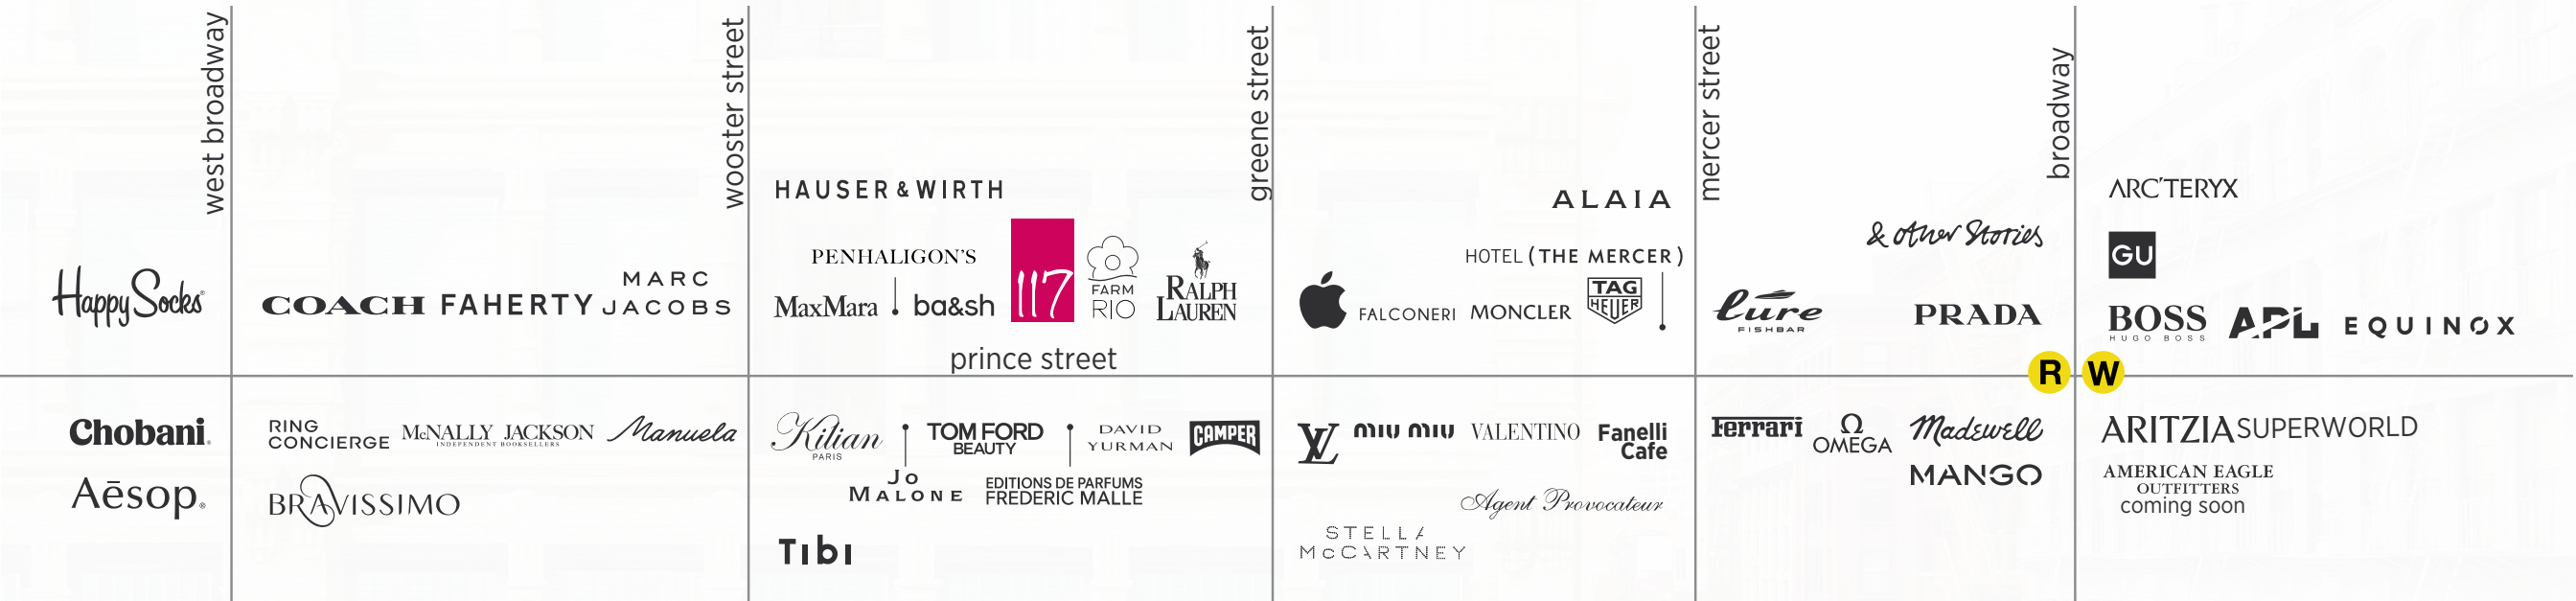 west broadway
wooster street
greene street
mercer street
broadway
Happy Socks
COACH
FAHERTY
MARC
JACOBS
HAUSER & WIRTH
PENHALIGON'S
MaxMara
ba&sh
117
FARM
RIO
RALPH
LAUREN
ALAIA
HOTEL (THE MERCER)
FALCONERI
MONCLER
TAG
HEUER
& other Stories
lure
FISHBAR
PRADA
ARC'TERYX
GU
BOSS
HUGO BOSS
APL
EQUINOX
prince street
R
W
Chobani
Aēsop
RING
CONCIERGE
McNALLY JACKSON
INDEPENDENT BOOKSELLERS
Manuela
BRAVISSIMO
Kilian
PARIS
TOM FORD
BEAUTY
DAVID
YURMAN
CAMPER
Jo
MALONE
EDITIONS DE PARFUMS
FREDERIC MALLE
Tibi
LV
miu miu
VALENTINO
Fanelli
Cafe
Agent Provocateur
STELLA
McCARTNEY
Ferrari
Ω
OMEGA
Madewell
MANGO
ARITZIA
SUPERWORLD
AMERICAN EAGLE
OUTFITTERS
coming soon